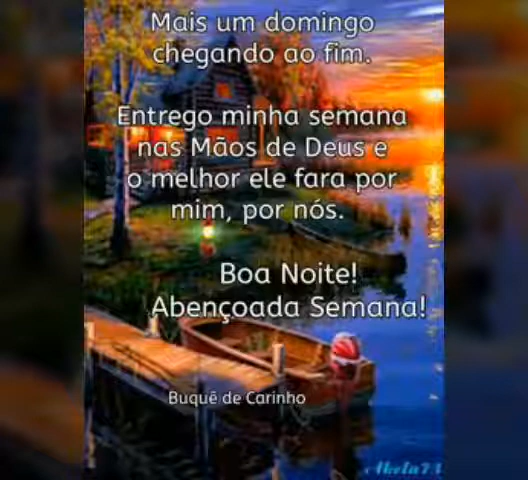 Mais um domingo
chegando ao fim.
Entrego minha semana
nas Mãos de Deus e
o melhor ele fara por
mim, por nós.
Boa Noite!
Abençoada Semana!
Buquê de Carinho